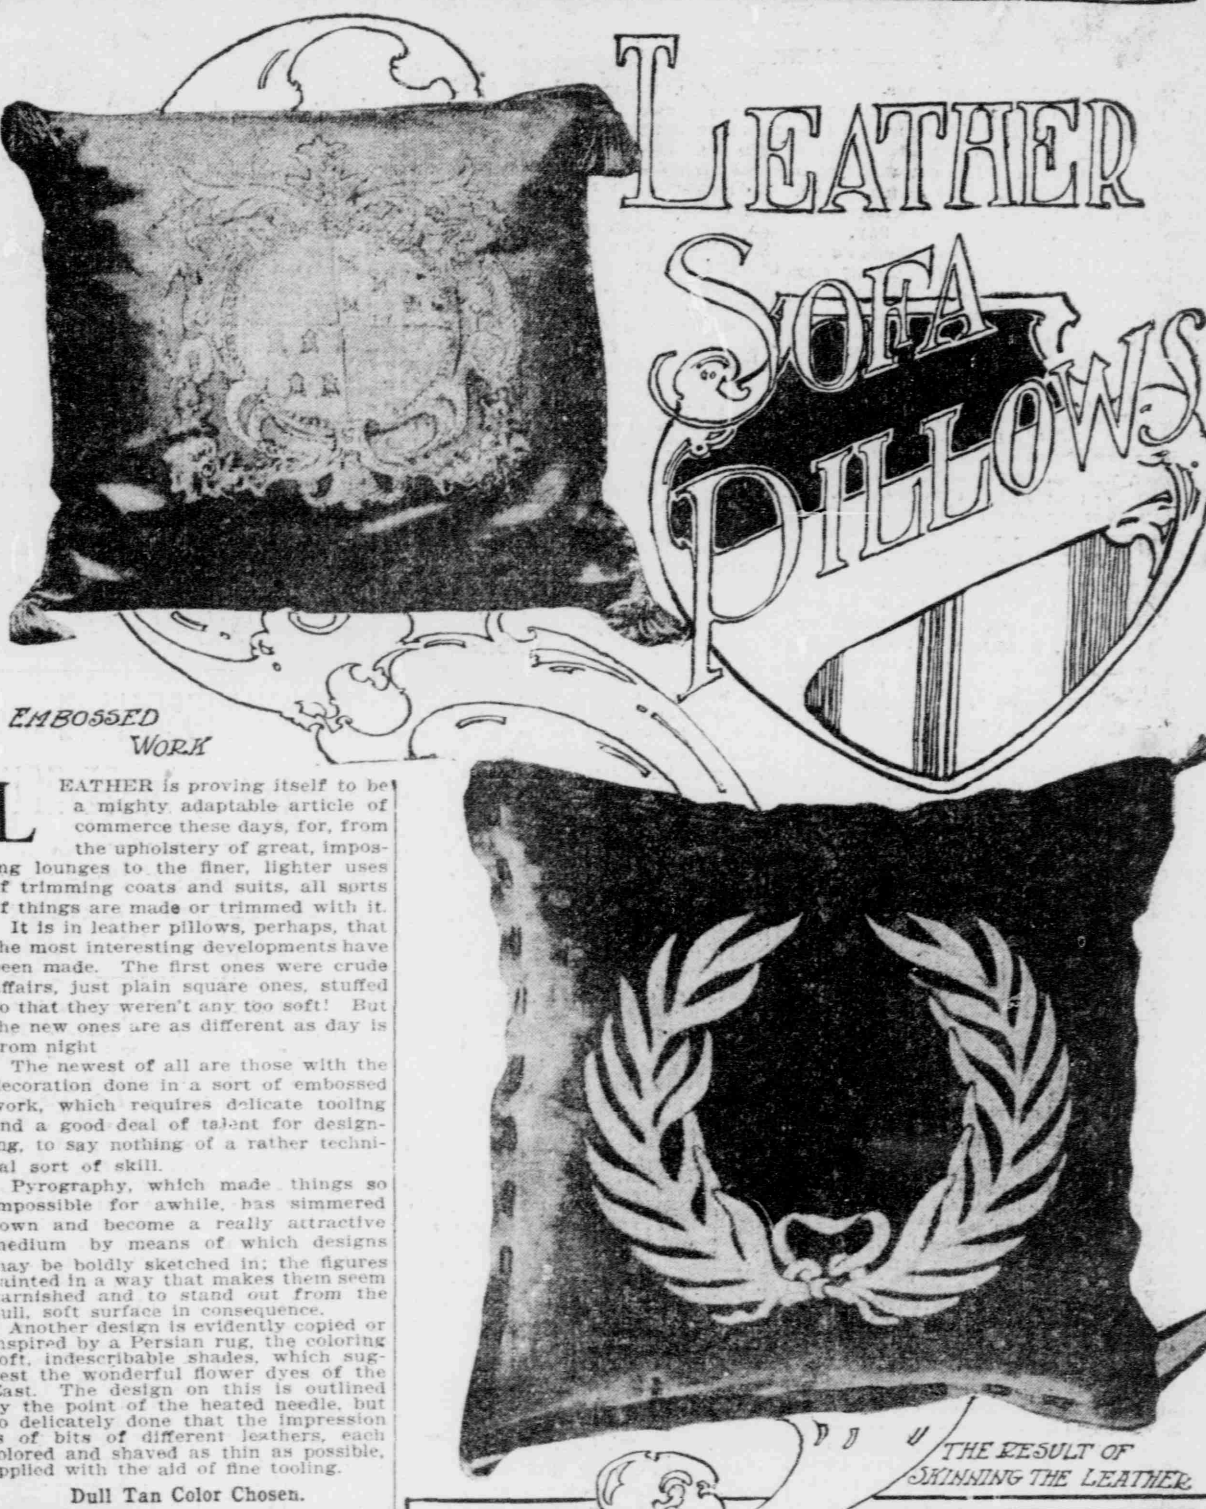 LEATHER
SOFA
PILLOWS
EMBOSSED
WORK
LEATHER is proving itself to be
a mighty adaptable article of
commerce these days, for, from
the upholstery of great, impos-
ng lounges to the finer, lighter uses
f trimming coats and suits, all sorts
f things are made or trimmed with it.
It is in leather pillows, perhaps, that
he most interesting developments have
een made. The first ones were crude
ffairs, just plain square ones, stuffed
o that they weren't any too soft! But
he new ones are as different as day is
rom night
The newest of all are those with the
ecoration done in a sort of embossed
vork, which requires delicate tooling
nd a good deal of talent for design-
ng, to say nothing of a rather techni-
al sort of skill.
Pyrography, which made things so
mpossible for awhile, has simmered
own and become a really attractive
nedium by means of which designs
nay be boldly sketched in; the figures
ainted in a way that makes them seem
arnished and to stand out from the
ull, soft surface in consequence.
Another design is evidently copied or
nspired by a Persian rug, the coloring
oft, indescribable shades, which sug-
est the wonderful flower dyes of the
East. The design on this is outlined
y the point of the heated needle, but
o delicately done that the impression
s of bits of different leathers, each
olored and shaved as thin as possible,
pplied with the aid of fine tooling.
Dull Tan Color Chosen.
THE RESULT OF
SKINNING THE LEATHER